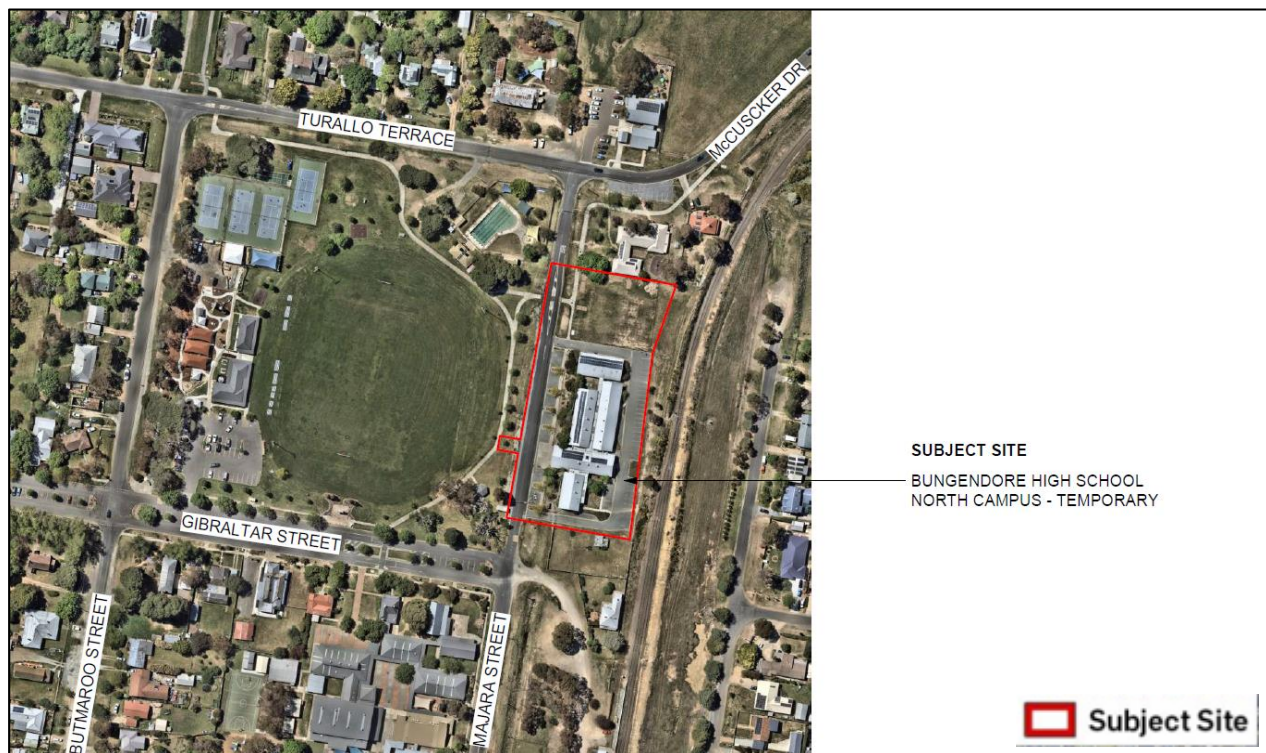 TURALLO TERRACE
McCUSCKER DR
SUBJECT SITE
BUNGENDORE HIGH SCHOOL
NORTH CAMPUS - TEMPORARY
GIBRALTAR STREET
BUTMAROO STREET
MAJARA STREET
Subject Site